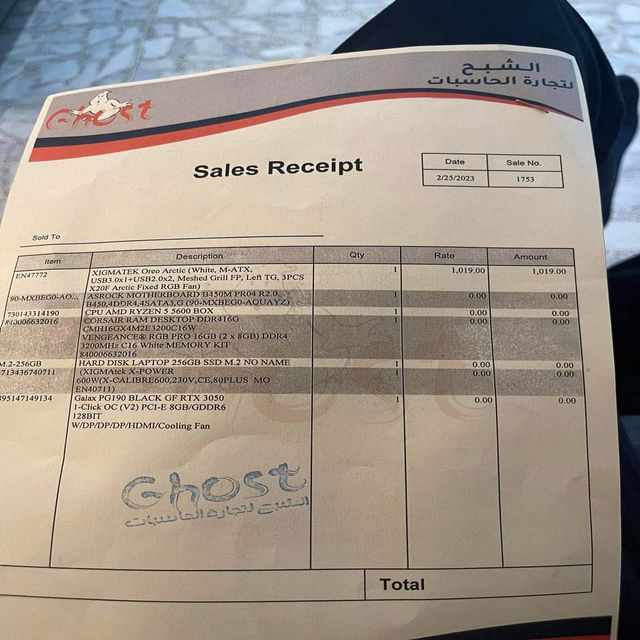 الشبح
لتجارة الحاسبات
Ghost
Sales Receipt
Date Sale No.
2/25/2023 1753
Sold To
Item Description Qty Rate Amount
EN47772 XIGMATEK Oreo Arctic (White, M-ATX, 1 1,019.00 1,019.00
USB3.0x1+USB2.0x2, Meshed Grill FP, Left TG, 3PCS
X20F Arctic Fixed RGB Fan)
90-MXBEG0-AO... ASROCK MOTHERBOARD B450M PR04 R2.0 1 0.00 0.00
B450,4DDR4,4SATA3,G (90-MXBEG0-AOUAYZ)
730143314190 CPU AMD RYZEN 5 5600 BOX 1 0.00 0.00
840006632016 CORSAIR RAM DESKTOP DDR416G 1 0.00 0.00
CMH16GX4M2E3200C16W
VENGEANCE® RGB PRO 16GB (2 x 8GB) DDR4
3200MHz C16 White MEMORY KIT
840006632016
M.2-256GB HARD DISK LAPTOP 256GB SSD M.2 NO NAME 1 0.00 0.00
4713436740711 (XIGMAtek X-POWER 1 0.00 0.00
600W(X-CALIBRE600,230V,CE,80PLUS MO
EN40711)
895147149134 Galax PG190 BLACK GF RTX 3050 1 0.00 0.00
1-Click OC (V2) PCI-E 8GB/GDDR6
128BIT
W/DP/DP/DP/HDMI/Cooling Fan
Ghost
الشبح لتجارة الحاسبات
Total